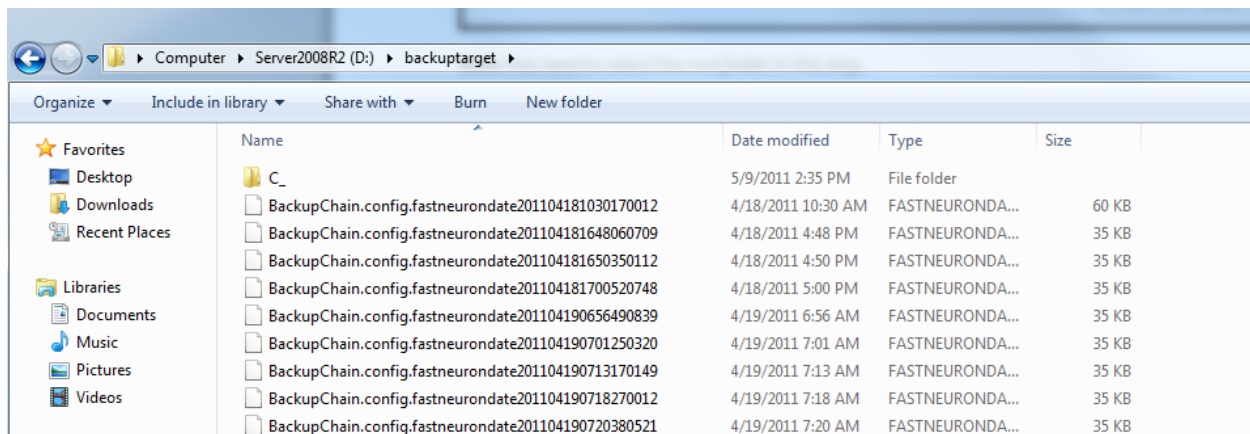 Computer Server2008R2 (D:) backuptarget
Organize Include in library Share with Burn New folder
Favorites
Desktop
Downloads
Recent Places
Libraries
Documents
Music
Pictures
Videos
Name Date modified Type Size
C_ 5/9/2011 2:35 PM File folder
BackupChain.config.fastneurondate201104181030170012 4/18/2011 10:30 AM FASTNEURONDA... 60 KB
BackupChain.config.fastneurondate201104181648060709 4/18/2011 4:48 PM FASTNEURONDA... 35 KB
BackupChain.config.fastneurondate201104181650350112 4/18/2011 4:50 PM FASTNEURONDA... 35 KB
BackupChain.config.fastneurondate201104181700520748 4/18/2011 5:00 PM FASTNEURONDA... 35 KB
BackupChain.config.fastneurondate201104190656490839 4/19/2011 6:56 AM FASTNEURONDA... 35 KB
BackupChain.config.fastneurondate201104190701250320 4/19/2011 7:01 AM FASTNEURONDA... 35 KB
BackupChain.config.fastneurondate201104190713170149 4/19/2011 7:13 AM FASTNEURONDA... 35 KB
BackupChain.config.fastneurondate201104190718270012 4/19/2011 7:18 AM FASTNEURONDA... 35 KB
BackupChain.config.fastneurondate201104190720380521 4/19/2011 7:20 AM FASTNEURONDA... 35 KB